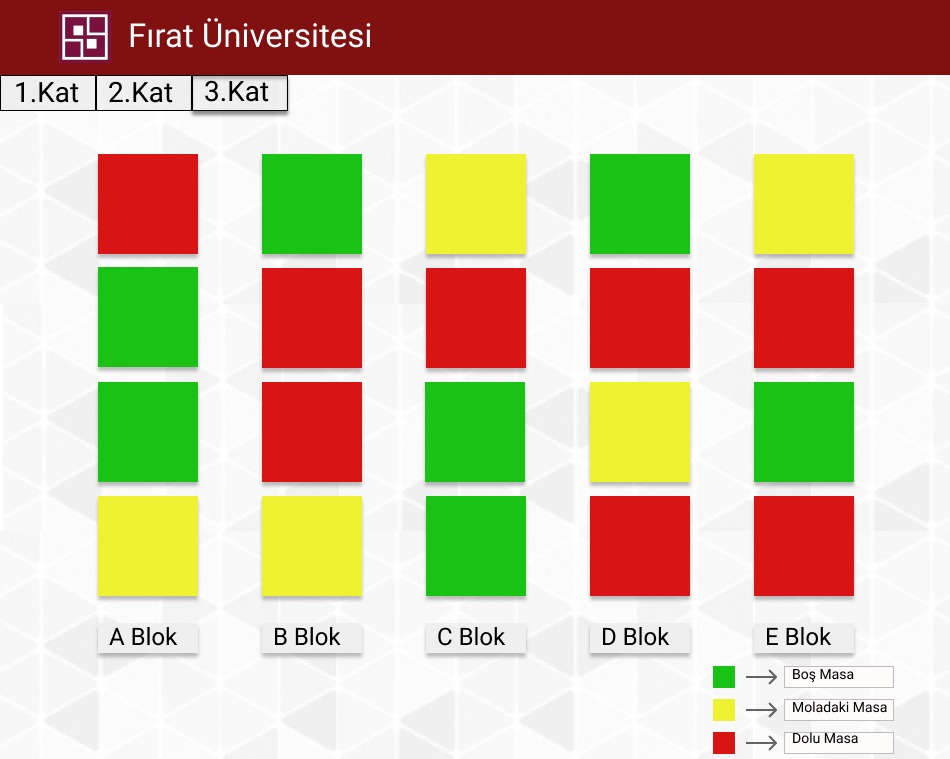 Fırat Üniversitesi
1.Kat 2.Kat 3.Kat
A Blok B Blok C Blok D Blok E Blok
Boş Masa
Moladaki Masa
Dolu Masa